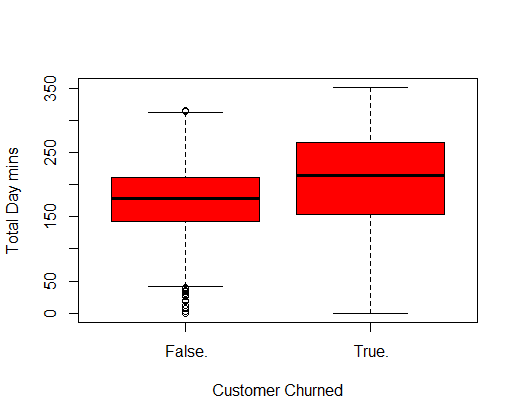 350
250
150
50
0
Total Day mins
False.
True.
Customer Churned